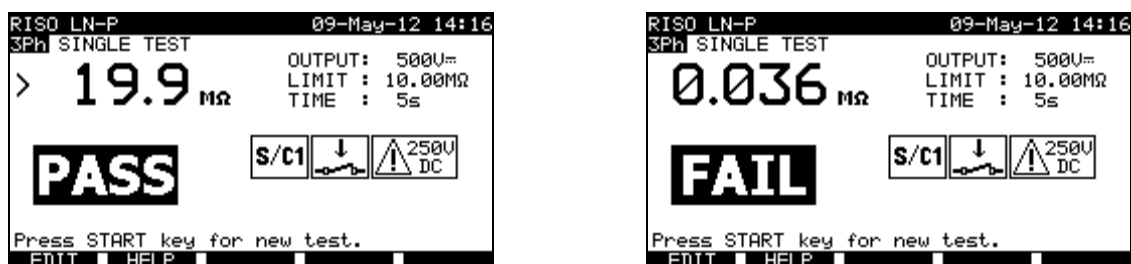 RISO LN-P 09-May-12 14:16
3Ph SINGLE TEST
> 19.9 MΩ
OUTPUT: 500V⎓
LIMIT : 10.00MΩ
TIME : 5s
PASS
S/C1
250V
DC
Press START key for new test.
EDIT HELP
RISO LN-P 09-May-12 14:16
3Ph SINGLE TEST
0.036 MΩ
OUTPUT: 500V⎓
LIMIT : 10.00MΩ
TIME : 5s
FAIL
S/C1
250V
DC
Press START key for new test.
EDIT HELP